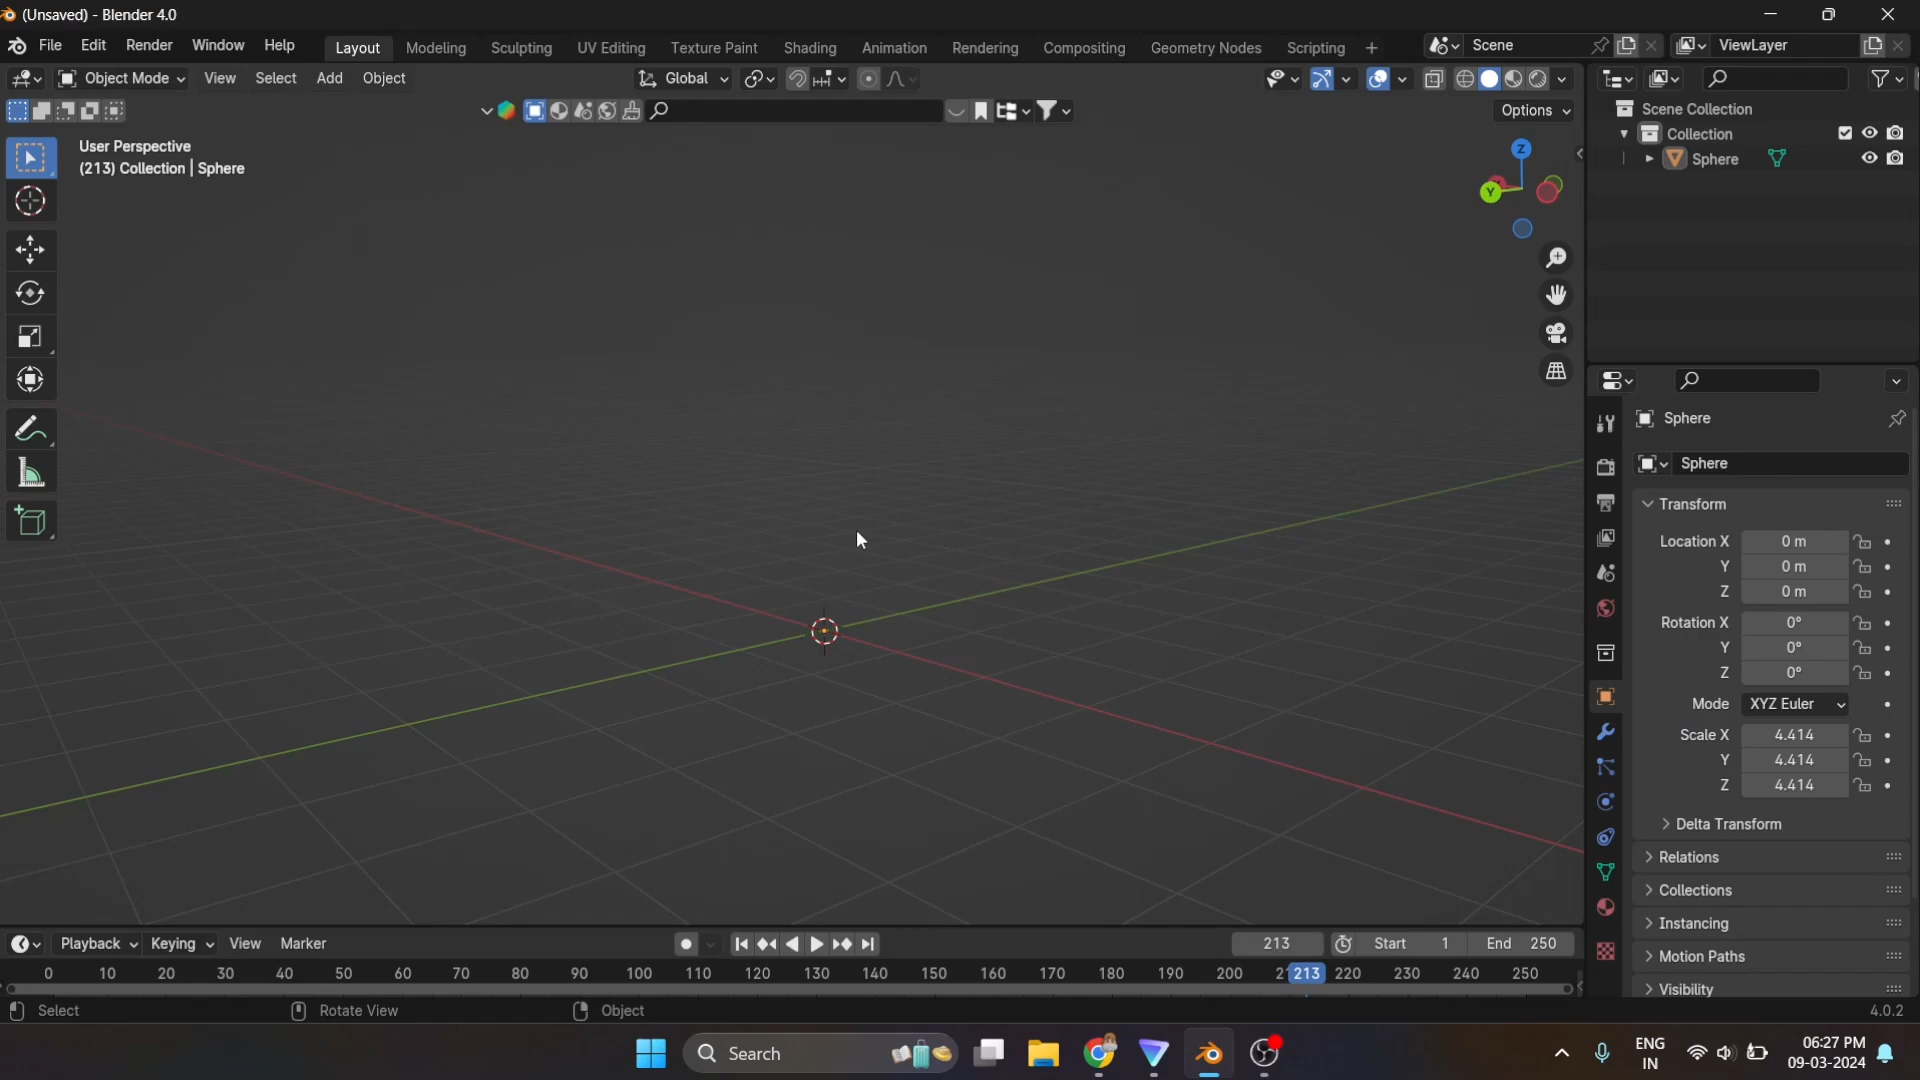 (Unsaved) - Blender 4.0
File Edit Render Window Help Layout Modeling Sculpting UV Editing Texture Paint Shading Animation Rendering Compositing Geometry Nodes Scripting + Scene ViewLayer
Object Mode View Select Add Object Global
Options
User Perspective
(213) Collection | Sphere
Z
Y
Scene Collection
Collection
Sphere
Sphere
Sphere
Transform
Location X 0 m
Y 0 m
Z 0 m
Rotation X 0°
Y 0°
Z 0°
Mode XYZ Euler
Scale X 4.414
Y 4.414
Z 4.414
Delta Transform
Relations
Collections
Instancing
Motion Paths
Visibility
Playback Keying View Marker 213 Start 1 End 250
0 10 20 30 40 50 60 70 80 90 100 110 120 130 140 150 160 170 180 190 200 213 220 230 240 250
Select Rotate View Object 4.0.2
Search
ENG
IN
06:27 PM
09-03-2024